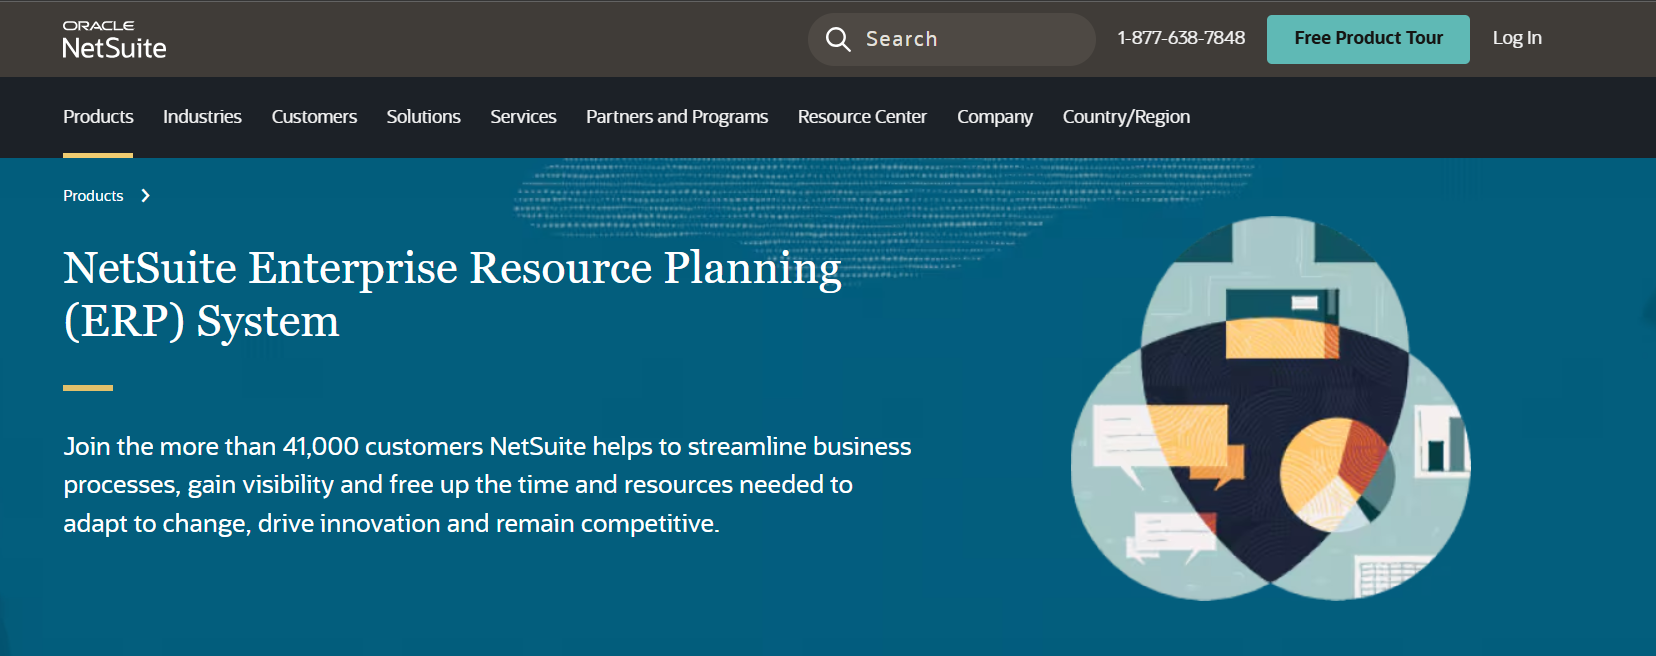 ORACLE
NetSuite
Search
1-877-638-7848
Free Product Tour
Log In
Products
Industries
Customers
Solutions
Services
Partners and Programs
Resource Center
Company
Country/Region
Products
NetSuite Enterprise Resource Planning
(ERP) System
Join the more than 41,000 customers NetSuite helps to streamline business
processes, gain visibility and free up the time and resources needed to
adapt to change, drive innovation and remain competitive.